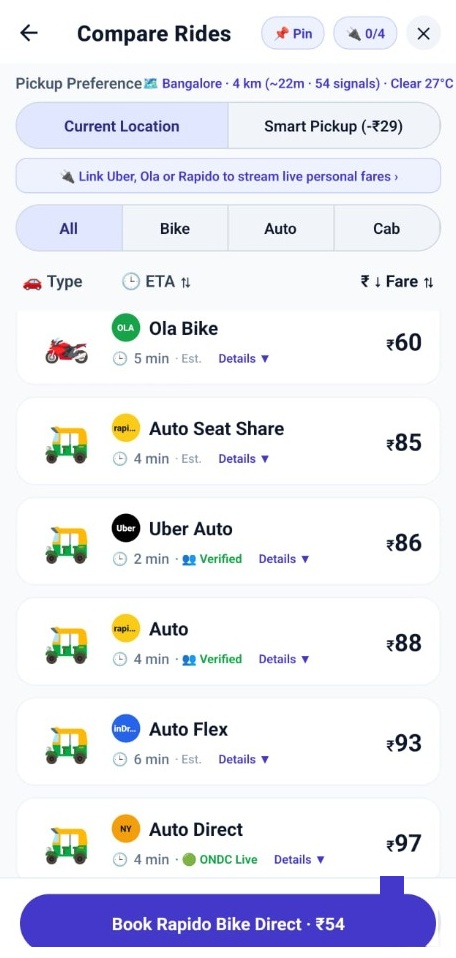 Compare Rides
Pin
0/4
Pickup Preference Bangalore · 4 km (~22m · 54 signals) · Clear 27°C
Current Location
Smart Pickup (-₹29)
Link Uber, Ola or Rapido to stream live personal fares ›
All
Bike
Auto
Cab
Type
ETA ⇅
₹ ↓ Fare ⇅
OLA
Ola Bike
5 min · Est. Details ▼
₹60
rapi...
Auto Seat Share
4 min · Est. Details ▼
₹85
Uber
Uber Auto
2 min · Verified Details ▼
₹86
rapi...
Auto
4 min · Verified Details ▼
₹88
inDr...
Auto Flex
6 min · Est. Details ▼
₹93
NY
Auto Direct
4 min · ONDC Live Details ▼
₹97
Book Rapido Bike Direct · ₹54